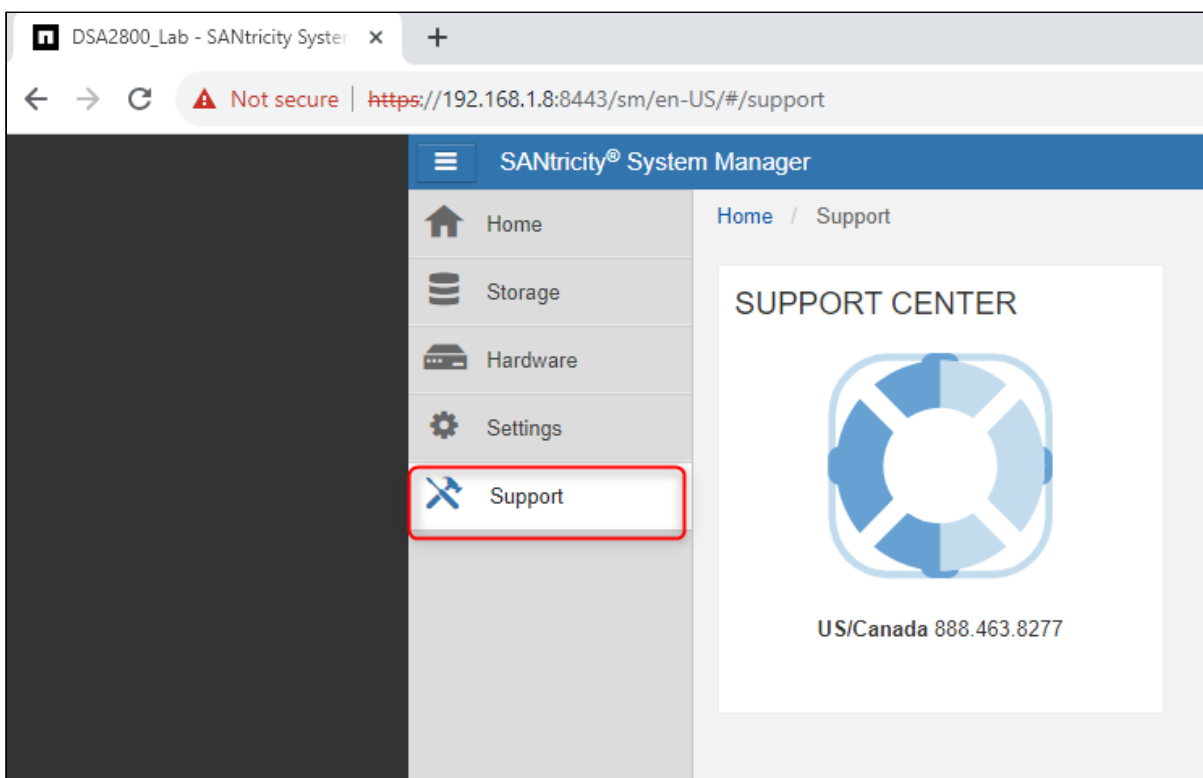 DSA2800_Lab - SANtricity Syster
Not secure | https://192.168.1.8:8443/sm/en-US/#/support
SANtricity® System Manager
Home
Storage
Hardware
Settings
Support
Home / Support
SUPPORT CENTER
US/Canada 888.463.8277